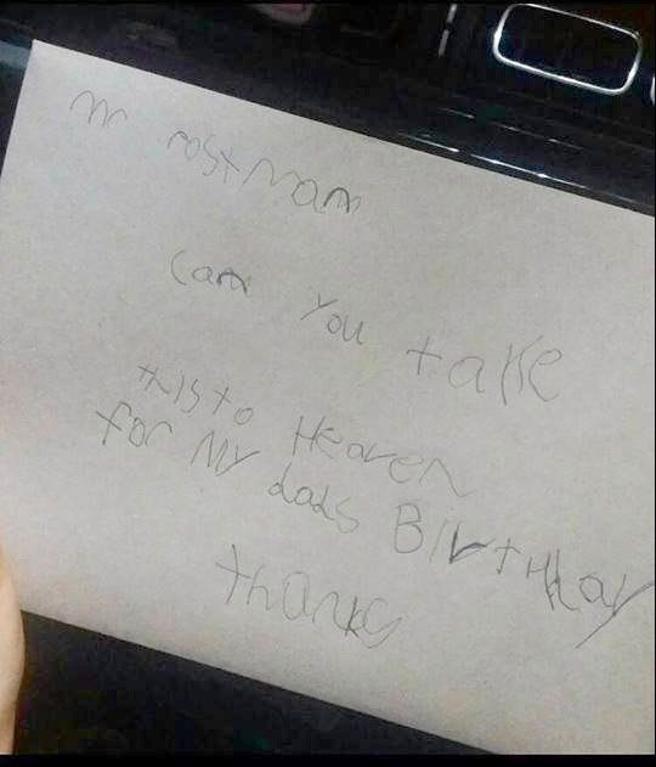 mr postman
can you take
this to Heaven
for my dads Birthday
thanks